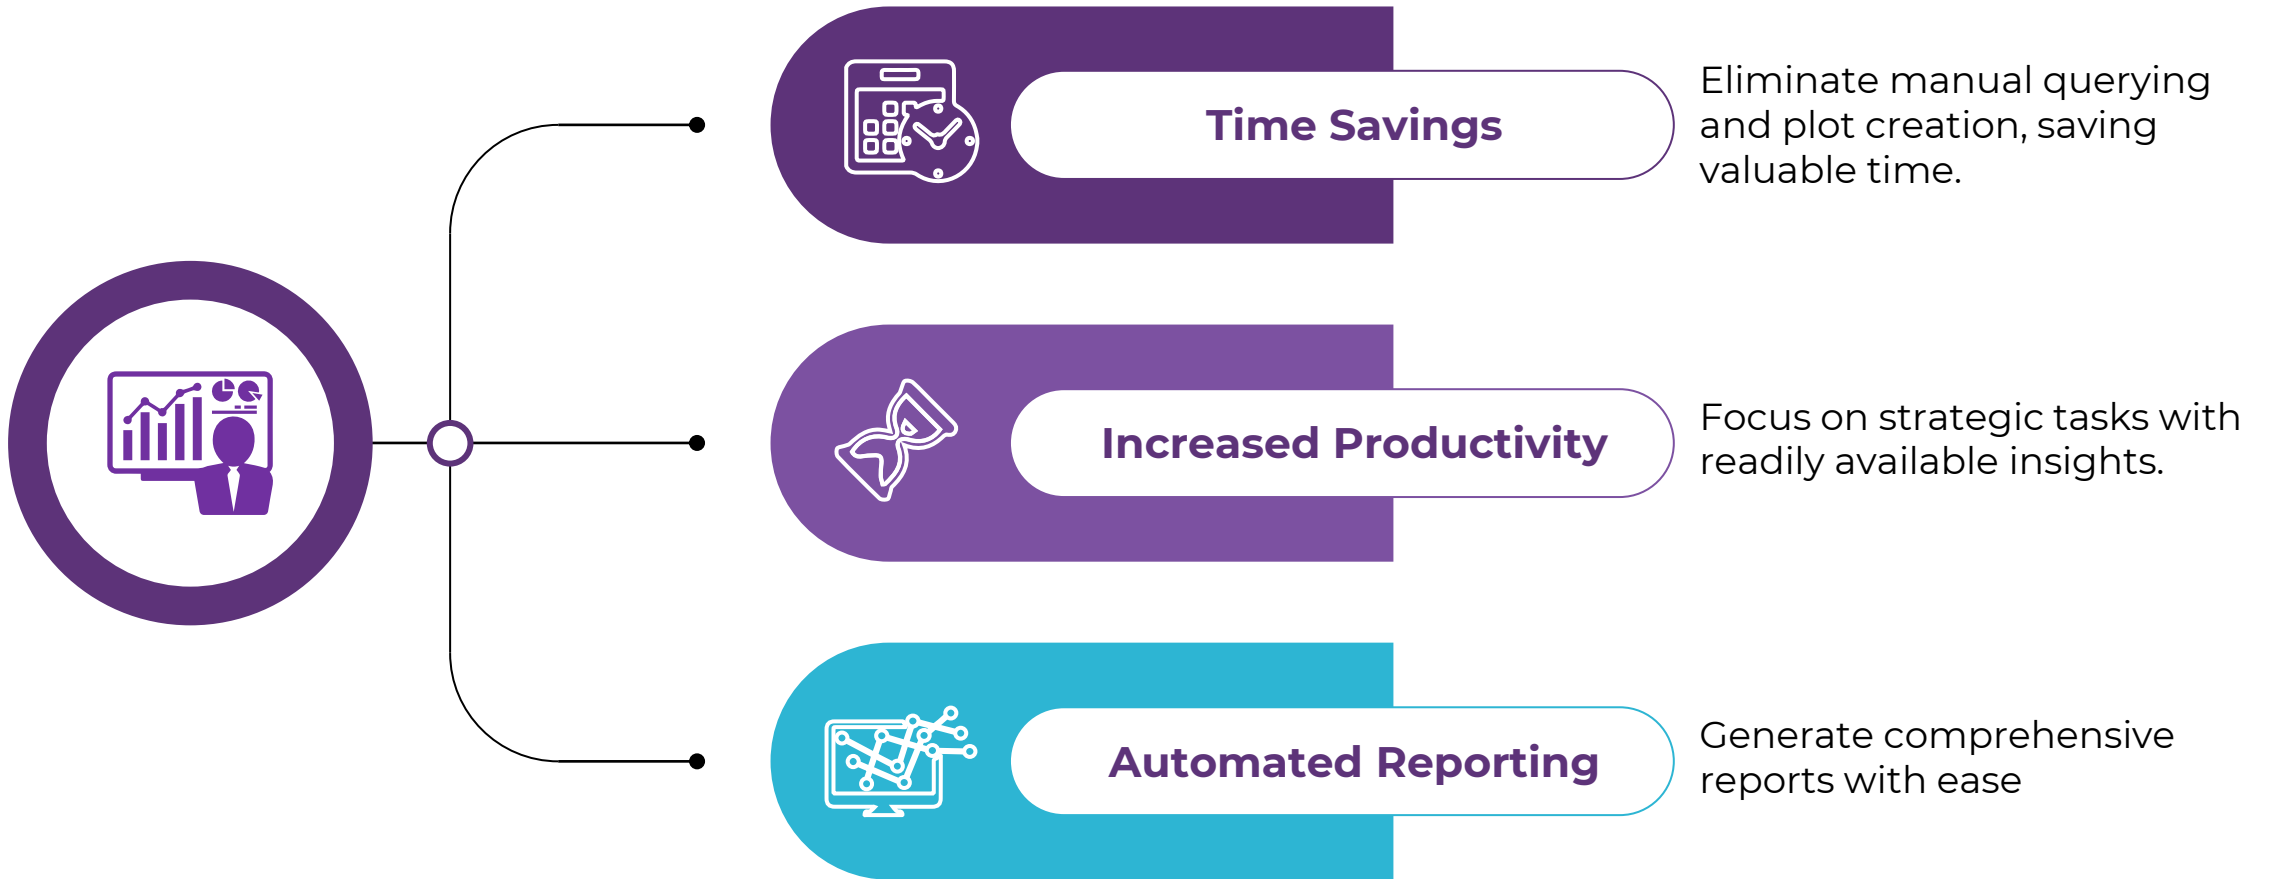 Time Savings
Eliminate manual querying
and plot creation, saving
valuable time.
Increased Productivity
Focus on strategic tasks with
readily available insights.
Automated Reporting
Generate comprehensive
reports with ease